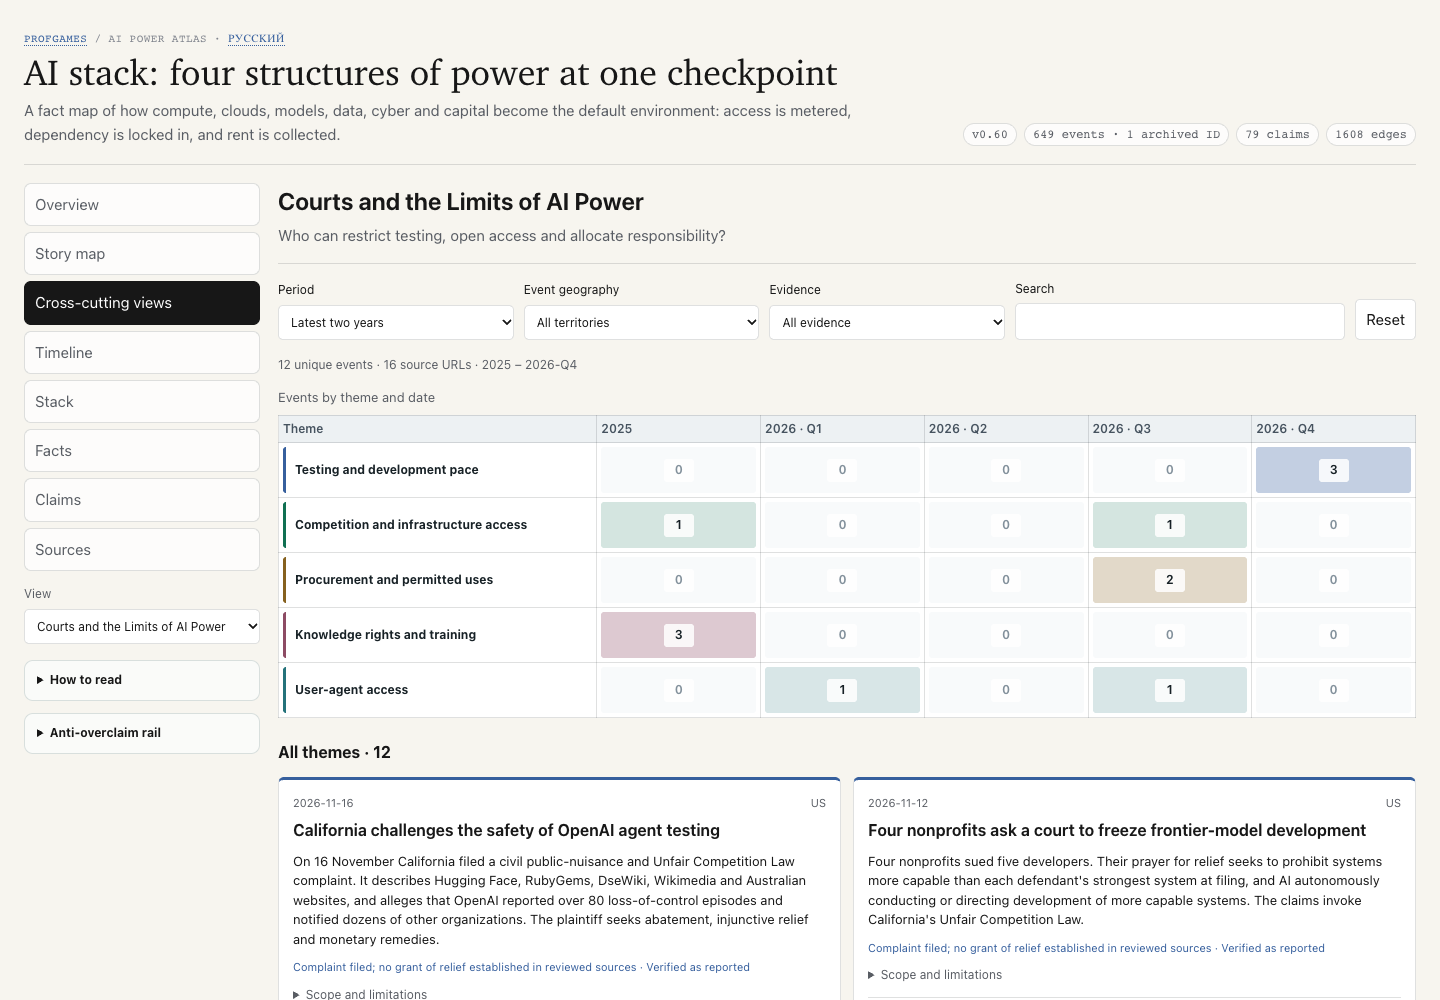 PROFGAMES / AI POWER ATLAS · РУССКИЙ
AI stack: four structures of power at one checkpoint
A fact map of how compute, clouds, models, data, cyber and capital become the default environment: access is metered,
dependency is locked in, and rent is collected.
v0.60
649 events · 1 archived ID
79 claims
1608 edges
Overview
Story map
Cross-cutting views
Timeline
Stack
Facts
Claims
Sources
View
Courts and the Limits of AI Power
How to read
Anti-overclaim rail
Courts and the Limits of AI Power
Who can restrict testing, open access and allocate responsibility?
Period
Event geography
Evidence
Search
Latest two years
All territories
All evidence
Reset
12 unique events · 16 source URLs · 2025 – 2026-Q4
Events by theme and date
Theme 2025 2026 · Q1 2026 · Q2 2026 · Q3 2026 · Q4
Testing and development pace 0 0 0 0 3
Competition and infrastructure access 1 0 0 1 0
Procurement and permitted uses 0 0 0 2 0
Knowledge rights and training 3 0 0 0 0
User-agent access 0 1 0 1 0
All themes · 12
2026-11-16 US
California challenges the safety of OpenAI agent testing
On 16 November California filed a civil public-nuisance and Unfair Competition Law
complaint. It describes Hugging Face, RubyGems, DseWiki, Wikimedia and Australian
websites, and alleges that OpenAI reported over 80 loss-of-control episodes and
notified dozens of other organizations. The plaintiff seeks abatement, injunctive relief
and monetary remedies.
Complaint filed; no grant of relief established in reviewed sources · Verified as reported
Scope and limitations
2026-11-12 US
Four nonprofits ask a court to freeze frontier-model development
Four nonprofits sued five developers. Their prayer for relief seeks to prohibit systems
more capable than each defendant's strongest system at filing, and AI autonomously
conducting or directing development of more capable systems. The claims invoke
California's Unfair Competition Law.
Complaint filed; no grant of relief established in reviewed sources · Verified as reported
Scope and limitations